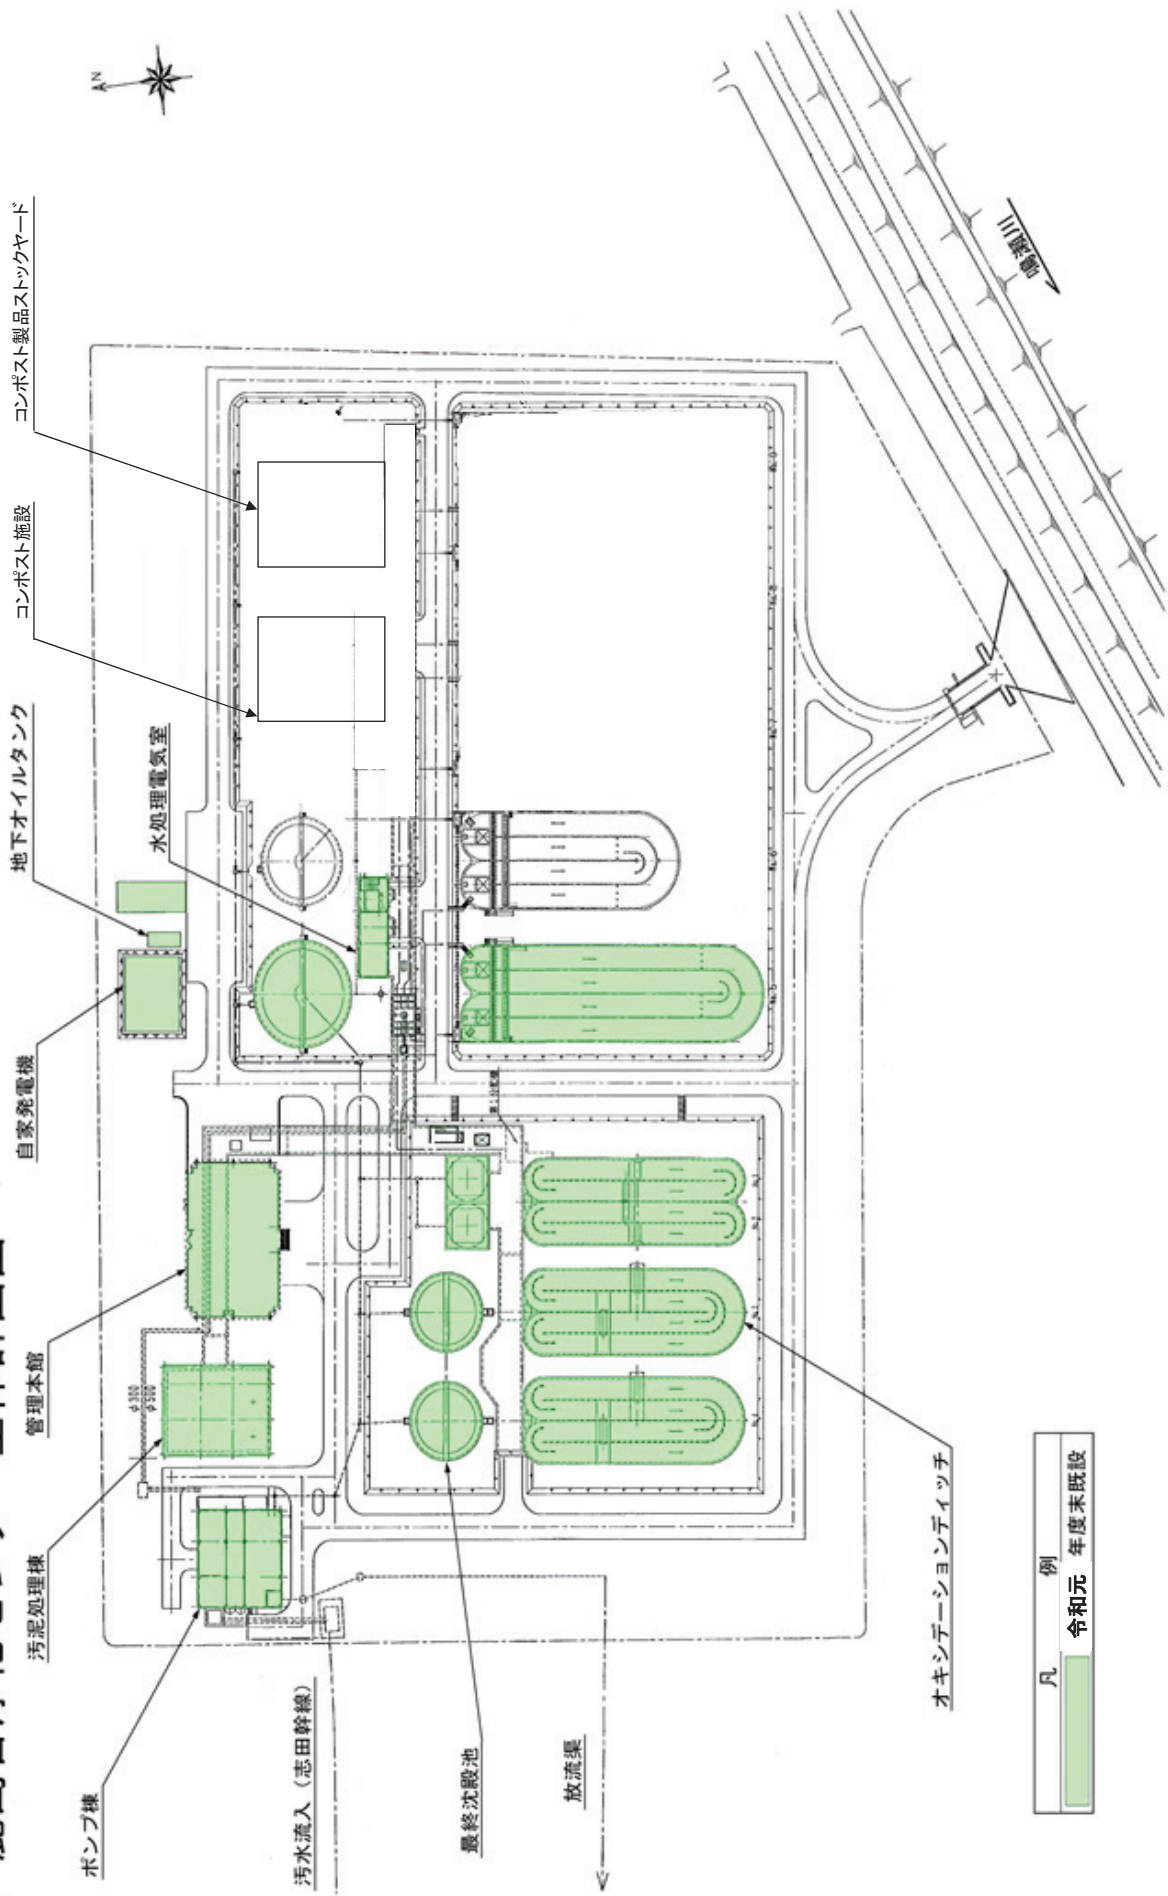 N
コンポスト製品ストックヤード
コンポスト施設
地下オイルタンク
水処理電気室
自家発電機
管理本館
汚泥処理棟
ポンプ棟
φ300
φ500
鳴瀬川
汚水流入（志田幹線）
最終沈殿池
放流渠
オキシデーションディッチ
凡　例
令和元 年度末既設